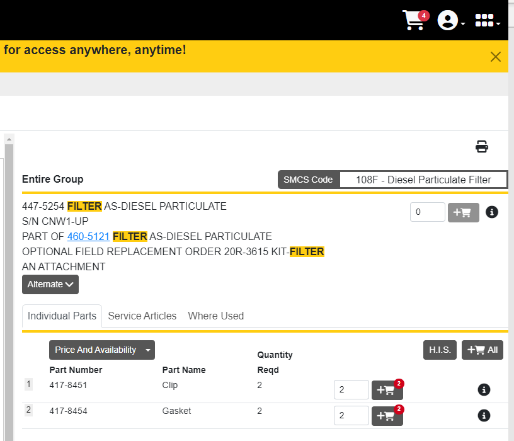 4
for access anywhere, anytime!
Entire Group
SMCS Code 108F - Diesel Particulate Filter
447-5254 FILTER AS-DIESEL PARTICULATE
0
S/N CNW1-UP
PART OF 460-5121 FILTER AS-DIESEL PARTICULATE
OPTIONAL FIELD REPLACEMENT ORDER 20R-3615 KIT-FILTER
AN ATTACHMENT
Alternate
Individual Parts Service Articles Where Used
Price And Availability
H.I.S. + All
Quantity
Part Number Part Name Reqd
1 417-8451 Clip 2 2 + 2
2 417-8454 Gasket 2 2 + 2